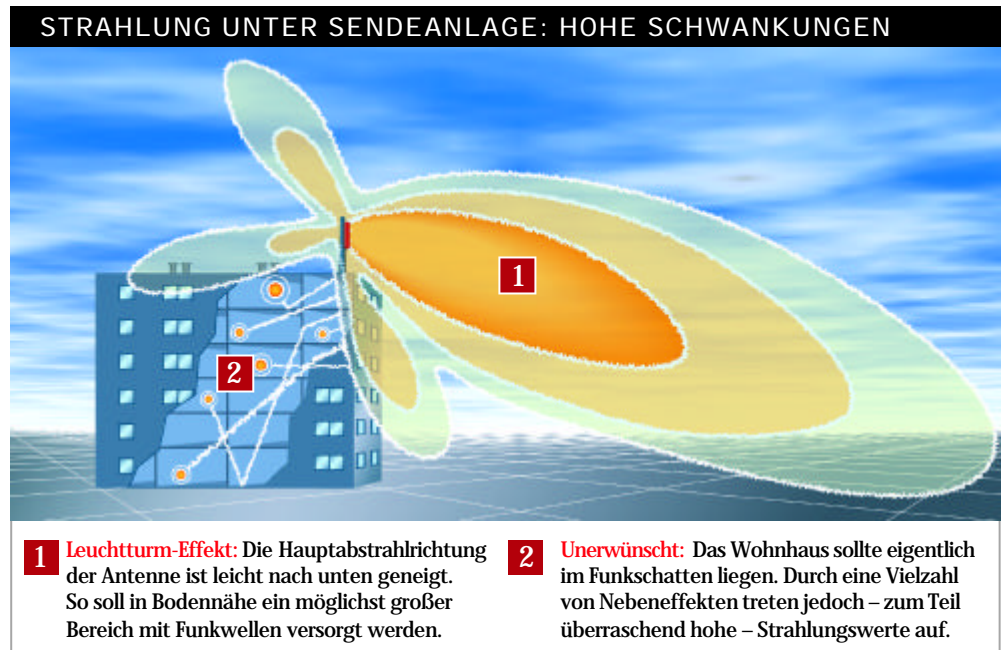 STRAHLUNG UNTER SENDEANLAGE: HOHE SCHWANKUNGEN
1
2
1 Leuchtturm-Effekt: Die Hauptabstrahlrichtung
der Antenne ist leicht nach unten geneigt.
So soll in Bodennähe ein möglichst großer
Bereich mit Funkwellen versorgt werden.
2 Unerwünscht: Das Wohnhaus sollte eigentlich
im Funkschatten liegen. Durch eine Vielzahl
von Nebeneffekten treten jedoch – zum Teil
überraschend hohe – Strahlungswerte auf.